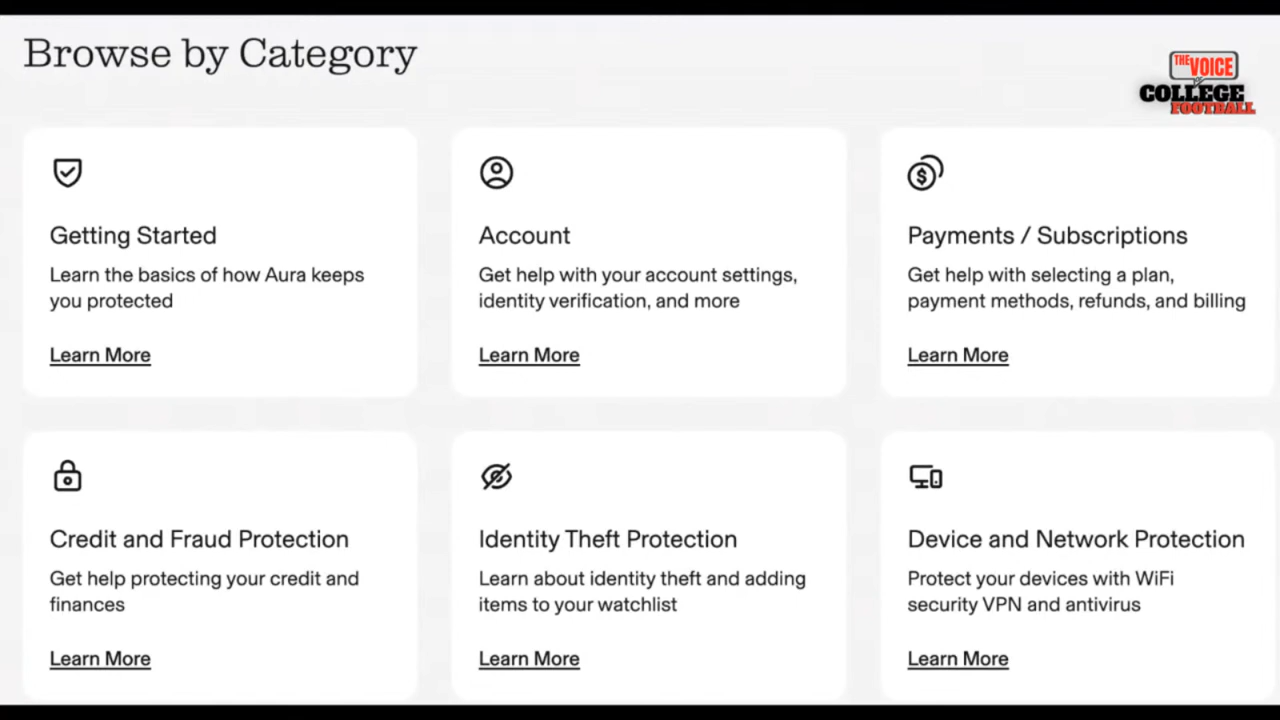 Browse by Category
THE VOICE
OF
COLLEGE
FOOTBALL
Getting Started
Learn the basics of how Aura keeps
you protected
Learn More
Account
Get help with your account settings,
identity verification, and more
Learn More
Payments / Subscriptions
Get help with selecting a plan,
payment methods, refunds, and billing
Learn More
Credit and Fraud Protection
Get help protecting your credit and
finances
Learn More
Identity Theft Protection
Learn about identity theft and adding
items to your watchlist
Learn More
Device and Network Protection
Protect your devices with WiFi
security VPN and antivirus
Learn More